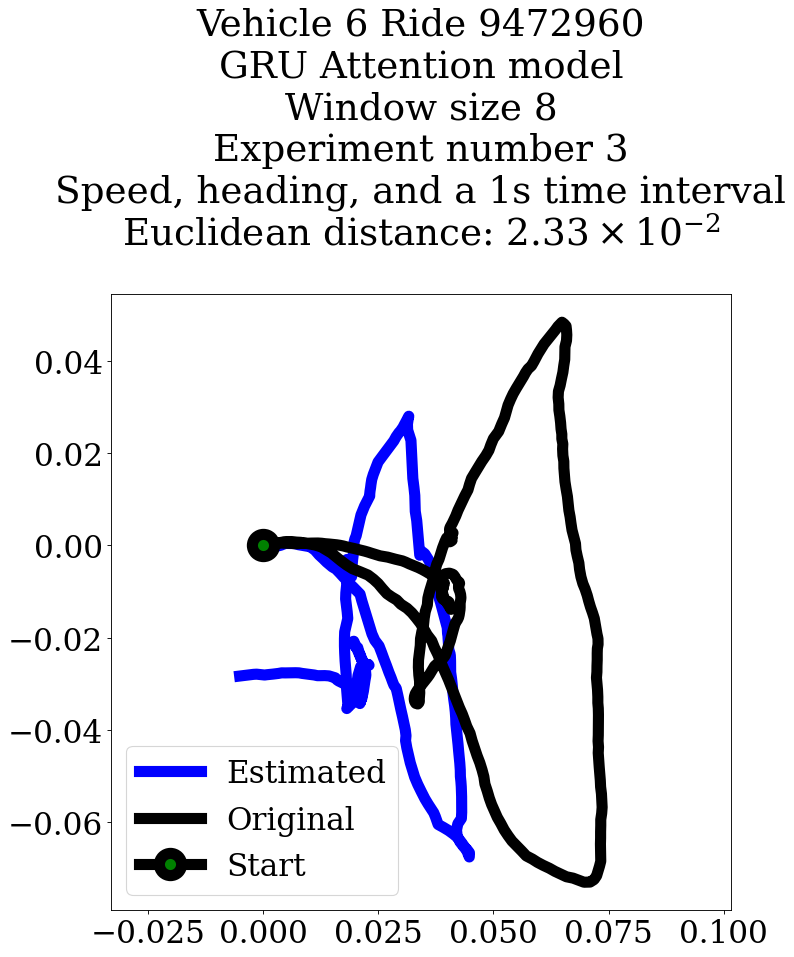 Vehicle 6 Ride 9472960
GRU Attention model
Window size 8
Experiment number 3
Speed, heading, and a 1s time interval
Euclidean distance: 2.33 × 10⁻²
0.04
0.02
0.00
−0.02
−0.04
−0.06
Estimated
Original
Start
−0.025 0.000 0.025 0.050 0.075 0.100